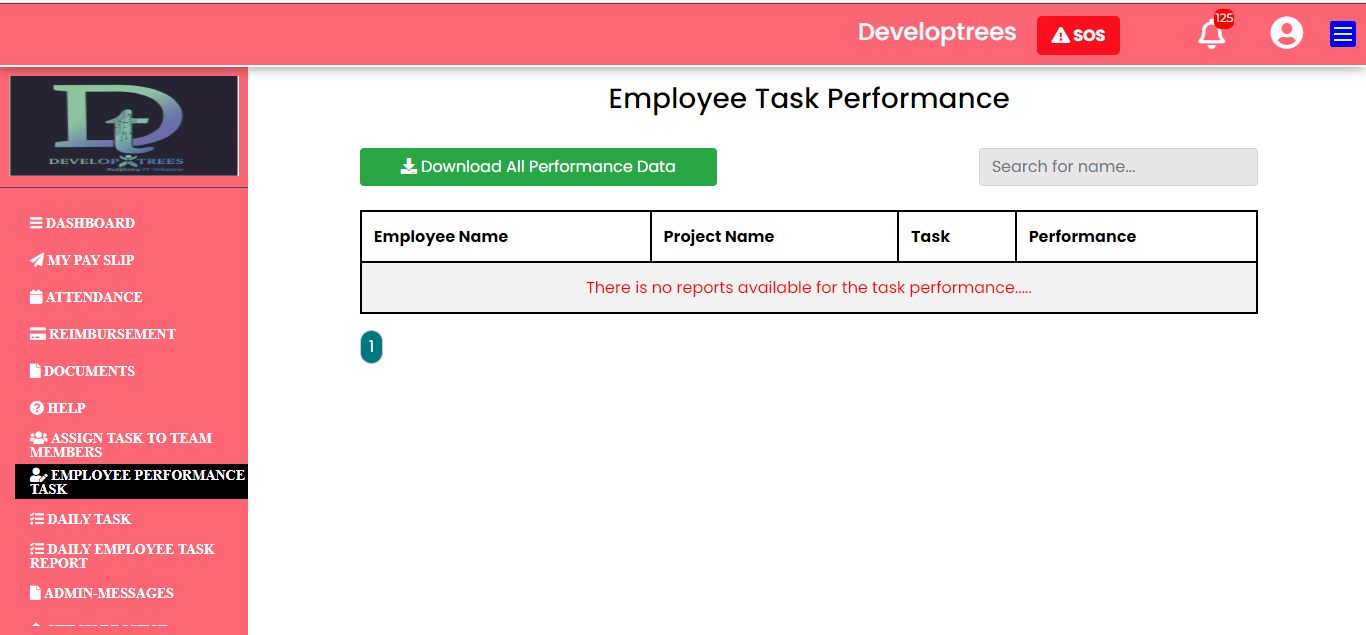 Developtrees
SOS
125
DEVELOP TREES
Employee Task Performance
Download All Performance Data
Search for name...
Employee Name Project Name Task Performance
There is no reports available for the task performance.....
1
DASHBOARD
MY PAY SLIP
ATTENDANCE
REIMBURSEMENT
DOCUMENTS
HELP
ASSIGN TASK TO TEAM
MEMBERS
EMPLOYEE PERFORMANCE
TASK
DAILY TASK
DAILY EMPLOYEE TASK
REPORT
ADMIN-MESSAGES